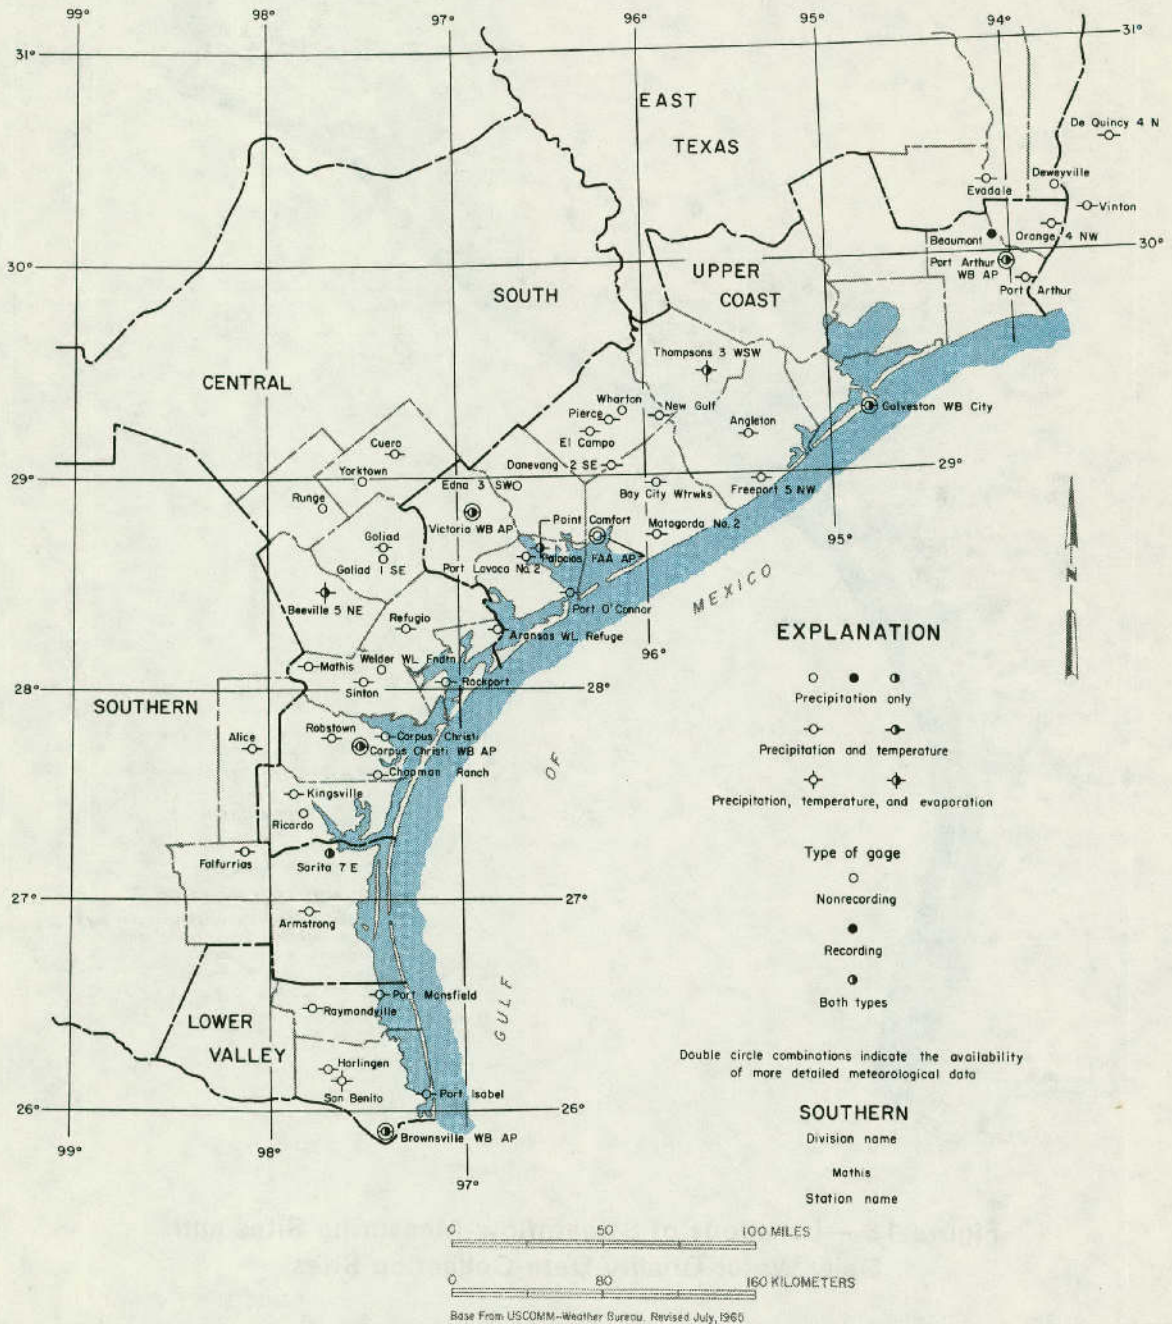 99°
98°
97°
96°
95°
94°
31°
31°
EAST
TEXAS
De Quincy 4 N
Deweyville
Evadale
Vinton
Beaumont
Orange 4 NW
30°
Port Arthur
WB AP
Port Arthur
30°
UPPER
COAST
SOUTH
Thompsons 3 WSW
CENTRAL
Wharton
New Gulf
Galveston WB City
Pierce
Angleton
El Campo
Cuero
Danevang 2 SE
29°
29°
Yorktown
Edna 3 SW
Bay City Wtrwks
Freeport 5 NW
Runge
Victoria WB AP
Point Comfort
Matagorda No. 2
95°
Goliad
Palacios FAA AP
Goliad 1 SE
Port Lavaca No. 2
Beeville 5 NE
Port O'Connor
MEXICO
Refugio
Aransas WL Refuge
EXPLANATION
96°
Welder WL Fndtn
Mathis
Sinton
Rockport
28°
28°
Precipitation only
SOUTHERN
Robstown
Corpus Christi
Alice
Corpus Christi WB AP
Precipitation and temperature
OF
Chapman Ranch
Kingsville
Precipitation, temperature, and evaporation
Ricardo
Falfurrias
Sarita 7 E
Type of gage
27°
27°
Nonrecording
Armstrong
Recording
GULF
Port Mansfield
Both types
Raymondville
LOWER
VALLEY
Double circle combinations indicate the availability
of more detailed meteorological data
Harlingen
San Benito
Port Isabel
26°
26°
SOUTHERN
Brownsville WB AP
Division name
99°
98°
97°
Mathis
Station name
N
0 50 100 MILES
0 80 160 KILOMETERS
Base From USCOMM-Weather Bureau, Revised July, 1965